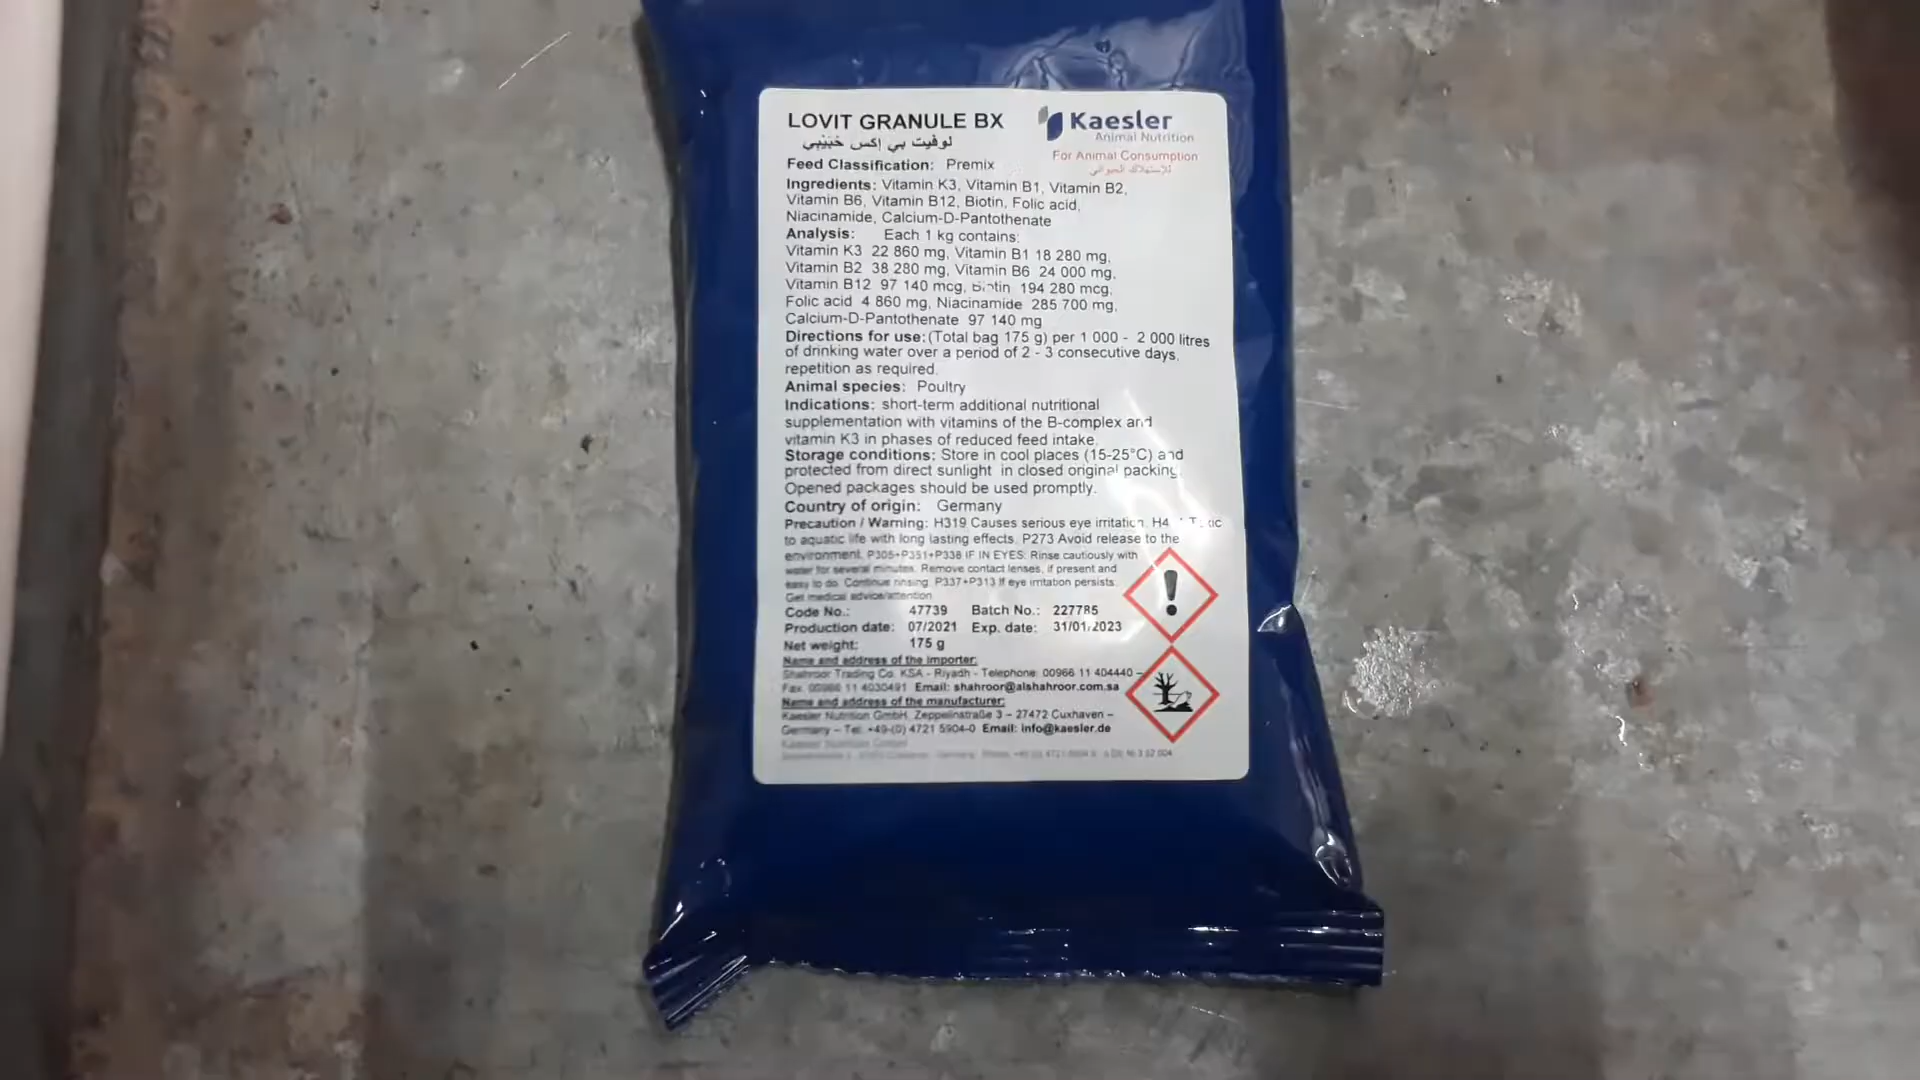 LOVIT GRANULE BX
لوفيت بي إكس حُبَيْبي
Kaesler
Animal Nutrition
For Animal Consumption
للإستهلاك الحيواني
Feed Classification: Premix
Ingredients: Vitamin K3, Vitamin B1, Vitamin B2,
Vitamin B6, Vitamin B12, Biotin, Folic acid,
Niacinamide, Calcium-D-Pantothenate
Analysis: Each 1 kg contains:
Vitamin K3 22 860 mg, Vitamin B1 18 280 mg,
Vitamin B2 38 280 mg, Vitamin B6 24 000 mg,
Vitamin B12 97 140 mcg, Biotin 194 280 mcg,
Folic acid 4 860 mg, Niacinamide 285 700 mg,
Calcium-D-Pantothenate 97 140 mg
Directions for use: (Total bag 175 g) per 1 000 - 2 000 litres
of drinking water over a period of 2 - 3 consecutive days,
repetition as required.
Animal species: Poultry
Indications: short-term additional nutritional
supplementation with vitamins of the B-complex and
vitamin K3 in phases of reduced feed intake.
Storage conditions: Store in cool places (15-25°C) and
protected from direct sunlight in closed original packing.
Opened packages should be used promptly.
Country of origin: Germany
Precaution / Warning: H319 Causes serious eye irritation. Toxic
to aquatic life with long lasting effects. P273 Avoid release to the
environment. P305+P351+P338 IF IN EYES: Rinse cautiously with
water for several minutes. Remove contact lenses, if present and
easy to do. Continue rinsing. P337+P313 If eye irritation persists:
Get medical advice/attention
Code No.: 47739 Batch No.: 227785
Production date: 07/2021 Exp. date: 31/01/2023
Net weight: 175 g
Name and address of the importer:
Shahroor Trading Co. KSA - Riyadh - Telephone: 00966 11 404440 –
Fax: 00966 11 4030491 Email: shahroor@alshahroor.com.sa
Name and address of the manufacturer:
Kaesler Nutrition GmbH, Zeppelinstraße 3 – 27472 Cuxhaven –
Germany – Tel: +49-(0) 4721 5904-0 Email: info@kaesler.de
Kaesler Nutrition GmbH